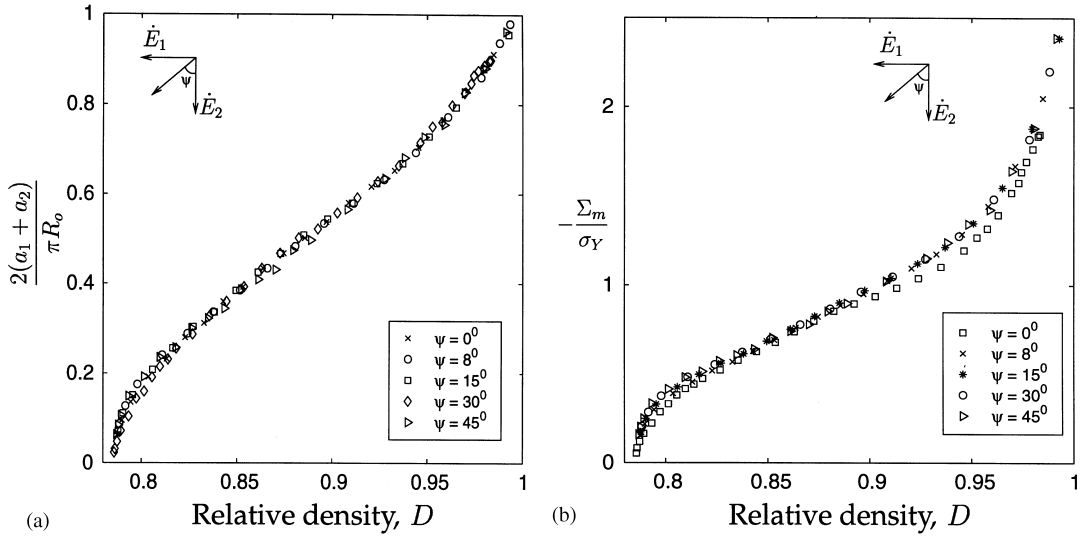 1
0.8
0.6
0.4
0.2
0
0.8
0.85
0.9
0.95
1
2(a₁ + a₂)
πRₒ
Relative density, D
(a)
Ė₁
ψ
Ė₂
ψ = 0⁰
ψ = 8⁰
ψ = 15⁰
ψ = 30⁰
ψ = 45⁰
2
1
0
0.8
0.85
0.9
0.95
1
− Σₘ
σ_Y
Relative density, D
(b)
Ė₁
ψ
Ė₂
ψ = 0⁰
ψ = 8⁰
ψ = 15⁰
ψ = 30⁰
ψ = 45⁰